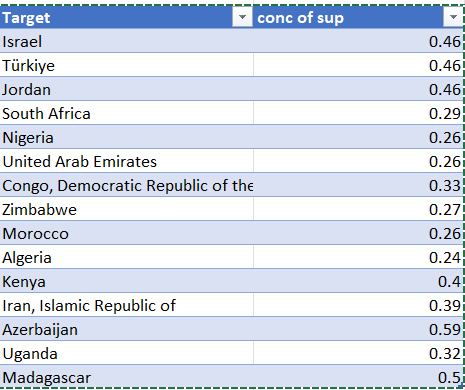 Target conc of sup
Israel 0.46
Türkiye 0.46
Jordan 0.46
South Africa 0.29
Nigeria 0.26
United Arab Emirates 0.26
Congo, Democratic Republic of the 0.33
Zimbabwe 0.27
Morocco 0.26
Algeria 0.24
Kenya 0.4
Iran, Islamic Republic of 0.39
Azerbaijan 0.59
Uganda 0.32
Madagascar 0.5